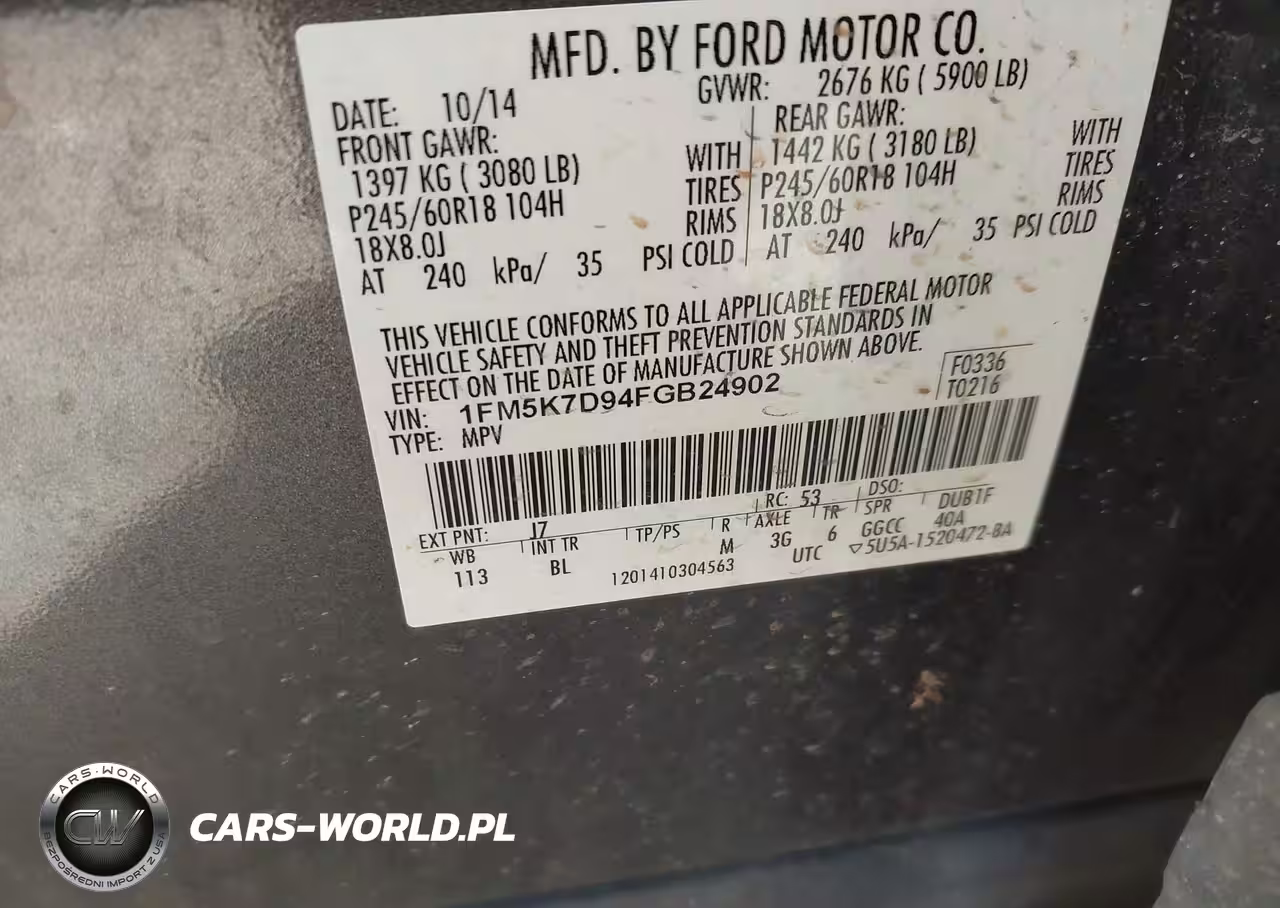 MFD. BY FORD MOTOR CO.
DATE: 10/14
GVWR: 2676 KG ( 5900 LB)
FRONT GAWR:
1397 KG ( 3080 LB) WITH
P245/60R18 104H TIRES
18X8.0J RIMS
AT 240 kPa/ 35 PSI COLD
REAR GAWR:
1442 KG ( 3180 LB) WITH
P245/60R18 104H TIRES
18X8.0J RIMS
AT 240 kPa/ 35 PSI COLD
THIS VEHICLE CONFORMS TO ALL APPLICABLE FEDERAL MOTOR
VEHICLE SAFETY AND THEFT PREVENTION STANDARDS IN
EFFECT ON THE DATE OF MANUFACTURE SHOWN ABOVE.
VIN: 1FM5K7D94FGB24902
TYPE: MPV
F0336
T0216
EXT PNT: J7 RC: 53 DSO:
WB INT TR TP/PS R AXLE TR SPR DUB1F
113 BL M 3G 6 GGCC 40A
1201410304563 UTC ▽5U5A-1520472-BA
CARS-WORLD
CW
BEZPOŚREDNI IMPORT Z USA
CARS-WORLD.PL